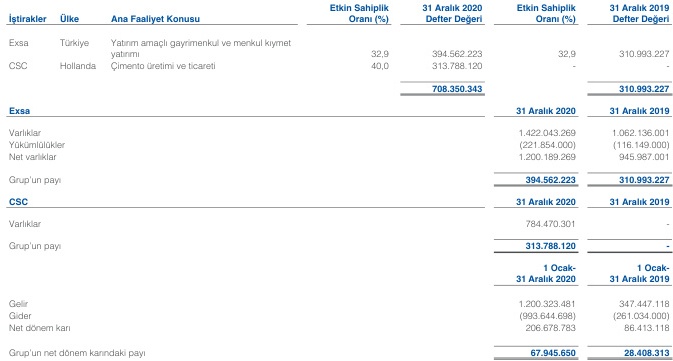 Etkin Sahiplik 31 Aralık 2020 Etkin Sahiplik 31 Aralık 2019
İştirakler Ülke Ana Faaliyet Konusu Oranı (%) Defter Değeri Oranı (%) Defter Değeri
Exsa Türkiye Yatırım amaçlı gayrimenkul ve menkul kıymet
yatırımı 32,9 394.562.223 32,9 310.993.227
CSC Hollanda Çimento üretimi ve ticareti 40,0 313.788.120 - -
708.350.343 310.993.227
Exsa 31 Aralık 2020 31 Aralık 2019
Varlıklar 1.422.043.269 1.062.136.001
Yükümlülükler (221.854.000) (116.149.000)
Net varlıklar 1.200.189.269 945.987.001
Grup'un payı 394.562.223 310.993.227
CSC 31 Aralık 2020 31 Aralık 2019
Varlıklar 784.470.301 -
Grup'un payı 313.788.120 -
1 Ocak- 1 Ocak-
31 Aralık 2020 31 Aralık 2019
Gelir 1.200.323.481 347.447.118
Gider (993.644.698) (261.034.000)
Net dönem karı 206.678.783 86.413.118
Grup'un net dönem karındaki payı 67.945.650 28.408.313